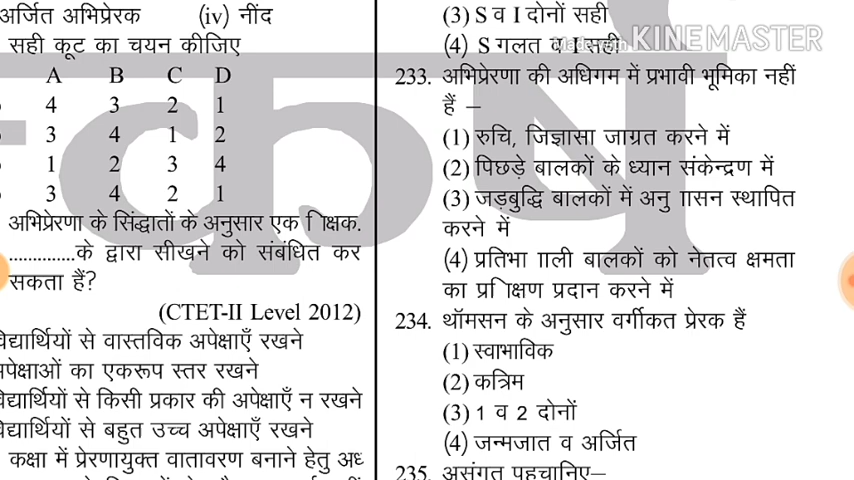 अर्जित अभिप्रेरक (iv) नींद
सही कूट का चयन कीजिए
A B C D
4 3 2 1
3 4 1 2
1 2 3 4
3 4 2 1
अभिप्रेरणा के सिंद्धातों के अनुसार एक िाक्षक.
..............के द्वारा सीखने को संबंधित कर
सकता हैं?
(CTET-II Level 2012)
विद्यार्थियों से वास्तविक अपेक्षाएँ रखने
अपेक्षाओं का एकरूप स्तर रखने
विद्यार्थियों से किसी प्रकार की अपेक्षाएँ न रखने
विद्यार्थियों से बहुत उच्च अपेक्षाएँ रखने
कक्षा में प्रेरणायुक्त वातावरण बनाने हेतु अध
(3) S व I दोनों सही
(4) S गलत व I सही
Made with KINEMASTER
233. अभिप्रेरणा की अधिगम में प्रभावी भूमिका नहीं
हैं –
(1) रुचि, जिज्ञासा जाग्रत करने में
(2) पिछड़े बालकों के ध्यान संकेन्द्रण में
(3) जड़बुद्धि बालकों में अनु ाासन स्थापित
करने में
(4) प्रतिभा ााली बालकों को नेतत्व क्षमता
का प्रिाक्षण प्रदान करने में
234. थॉमसन के अनुसार वर्गीकत प्रेरक हैं
(1) स्वाभाविक
(2) कत्रिम
(3) 1 व 2 दोनों
(4) जन्मजात व अर्जित
235. असंगत पहचानिए–